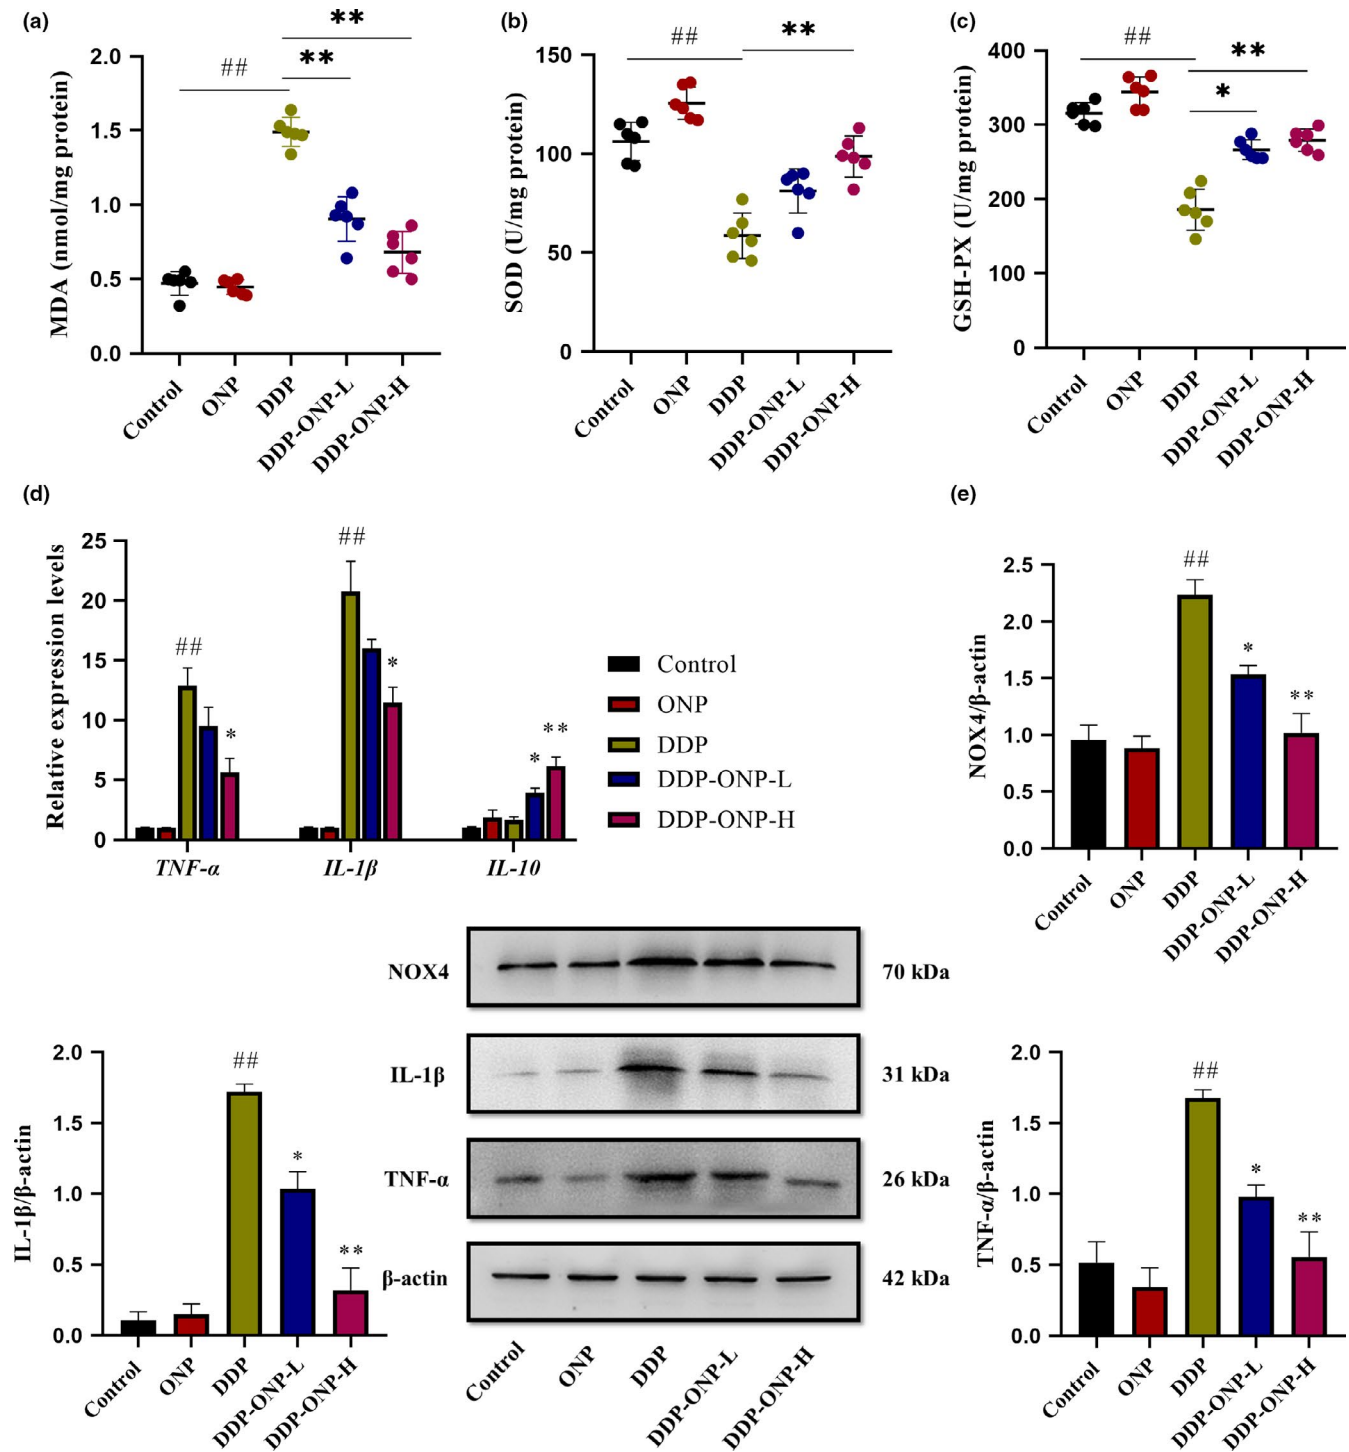 (a)
MDA (nmol/mg protein)
2.0
1.5
1.0
0.5
0.0
##
**
**
Control
ONP
DDP
DDP-ONP-L
DDP-ONP-H
(b)
SOD (U/mg protein)
150
100
50
0
##
**
Control
ONP
DDP
DDP-ONP-L
DDP-ONP-H
(c)
GSH-PX (U/mg protein)
400
300
200
100
0
##
**
*
Control
ONP
DDP
DDP-ONP-L
DDP-ONP-H
(d)
Relative expression levels
25
20
15
10
5
0
##
*
##
*
*
**
TNF-α
IL-1β
IL-10
Control
ONP
DDP
DDP-ONP-L
DDP-ONP-H
(e)
NOX4/β-actin
2.5
2.0
1.5
1.0
0.5
0.0
##
*
**
Control
ONP
DDP
DDP-ONP-L
DDP-ONP-H
IL-1β/β-actin
2.0
1.5
1.0
0.5
0.0
##
*
**
Control
ONP
DDP
DDP-ONP-L
DDP-ONP-H
NOX4
70 kDa
IL-1β
31 kDa
TNF-α
26 kDa
β-actin
42 kDa
Control
ONP
DDP
DDP-ONP-L
DDP-ONP-H
TNF-α/β-actin
2.0
1.5
1.0
0.5
0.0
##
*
**
Control
ONP
DDP
DDP-ONP-L
DDP-ONP-H